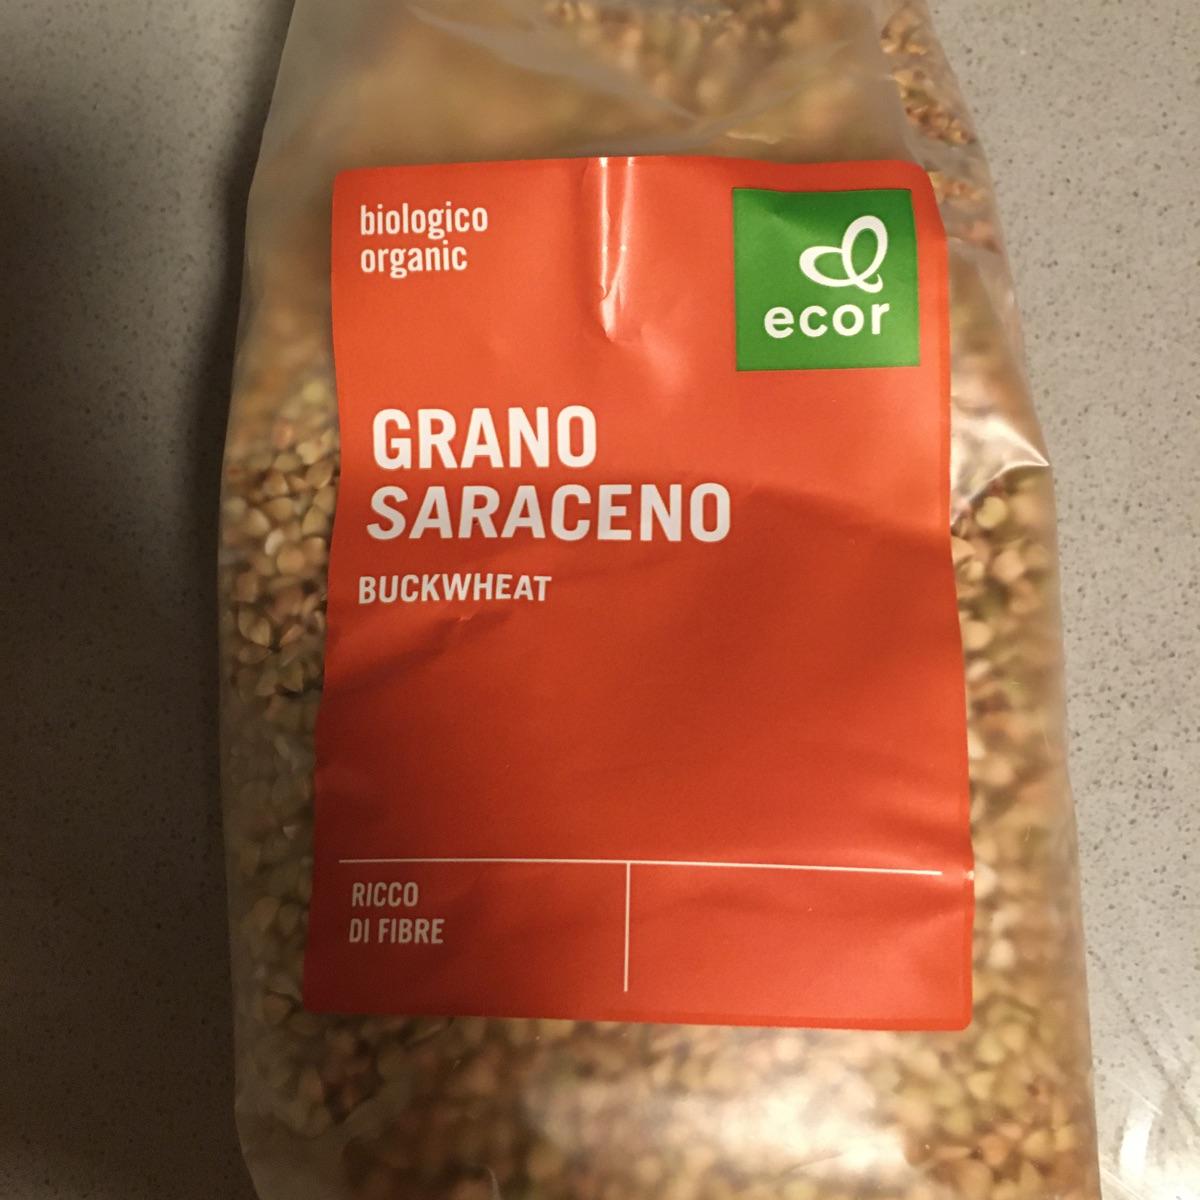 biologico
organic
ecor
GRANO
SARACENO
BUCKWHEAT
RICCO
DI FIBRE